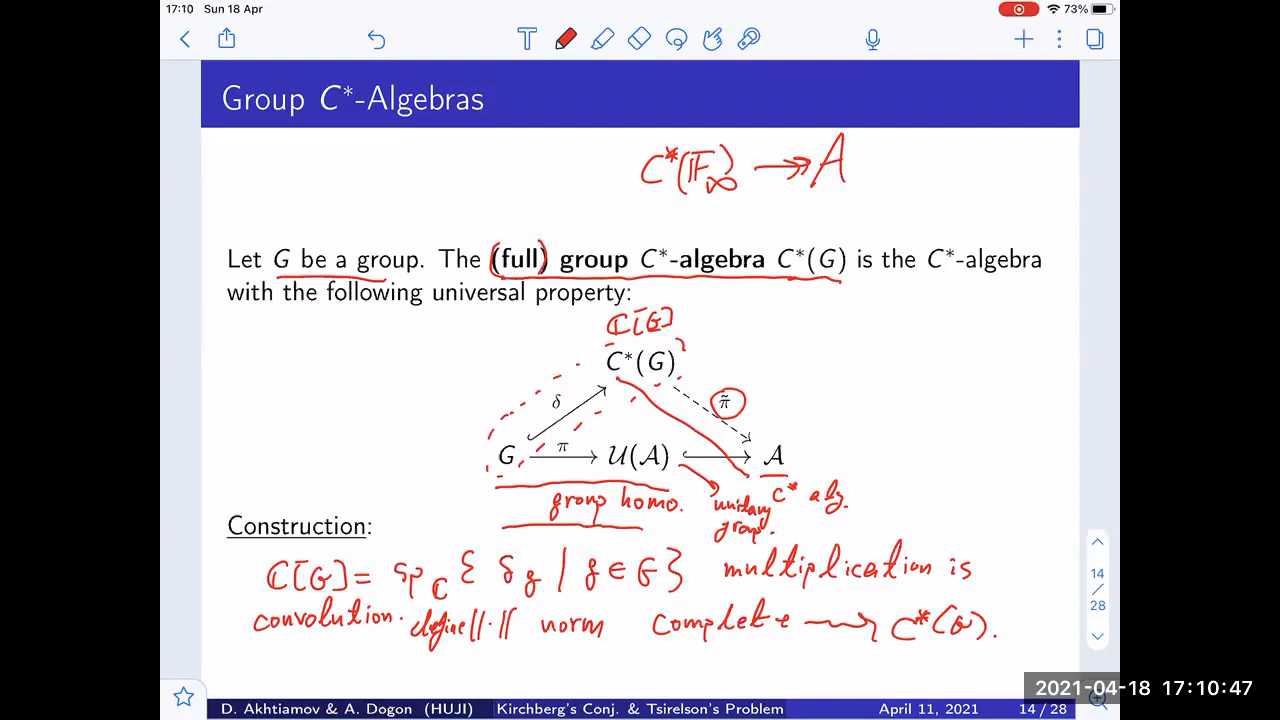 17:10 Sun 18 Apr
73%
Group C*-Algebras
C*(𝔽∞) ↠ A
Let G be a group. The (full) group C*-algebra C*(G) is the C*-algebra
with the following universal property:
ℂ[G]
C*(G)
δ
π̃
G
π
U(A)
A
group homo.
unitary
group.
C* alg.
Construction:
ℂ[G] = sp_ℂ { δ_g | g ∈ G } multiplication is
convolution. define ||·|| norm complete ⟿ C*(G).
14
/
28
2021-04-18 17:10:47
D. Akhtiamov & A. Dogon (HUJI)
Kirchberg's Conj. & Tsirelson's Problem
April 11, 2021
14 / 28